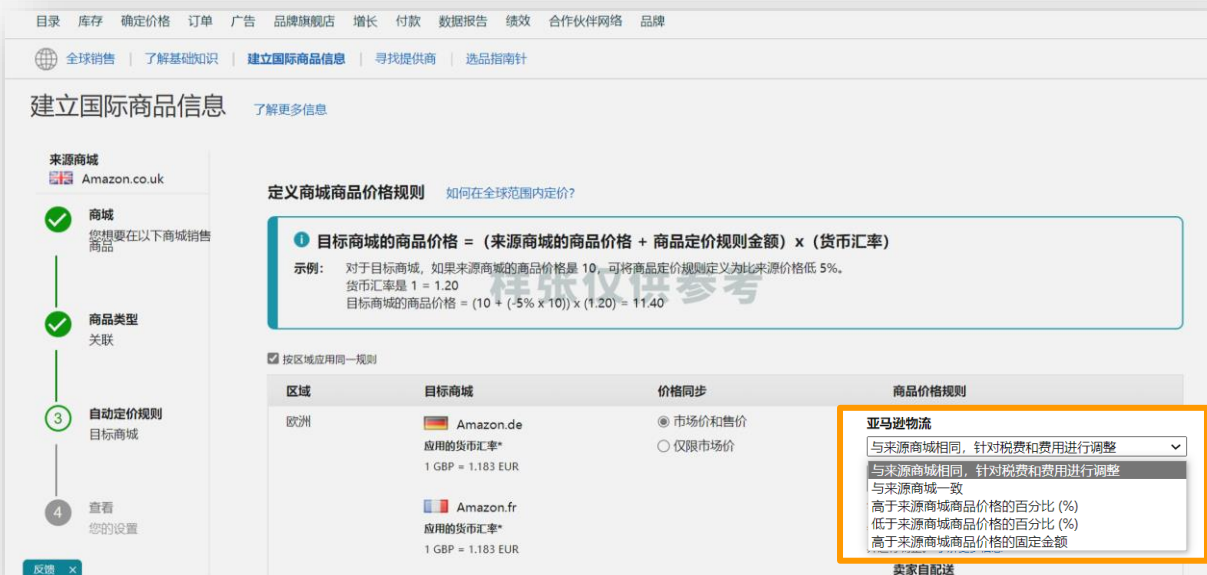 目录 库存 确定价格 订单 广告 品牌旗舰店 增长 付款 数据报告 绩效 合作伙伴网络 品牌
全球销售 | 了解基础知识 | 建立国际商品信息 | 寻找提供商 | 选品指南针
建立国际商品信息 了解更多信息
来源商城
Amazon.co.uk
商城
您想要在以下商城销售
商品
商品类型
关联
3 自动定价规则
目标商城
4 查看
您的设置
反馈 ×
定义商城商品价格规则 如何在全球范围内定价?
目标商城的商品价格 = (来源商城的商品价格 + 商品定价规则金额) x (货币汇率)
示例: 对于目标商城，如果来源商城的商品价格是 10，可将商品定价规则定义为比来源价格低 5%。
货币汇率是 1 = 1.20
目标商城的商品价格 = (10 + (-5% x 10)) x (1.20) = 11.40
样张仅供参考
按区域应用同一规则
区域 目标商城 价格同步 商品价格规则
欧洲
Amazon.de
应用的货币汇率*
1 GBP = 1.183 EUR
市场价和售价
仅限市场价
Amazon.fr
应用的货币汇率*
1 GBP = 1.183 EUR
亚马逊物流
与来源商城相同，针对税费和费用进行调整
与来源商城相同，针对税费和费用进行调整
与来源商城一致
高于来源商城商品价格的百分比 (%)
低于来源商城商品价格的百分比 (%)
高于来源商城商品价格的固定金额
卖家自配送